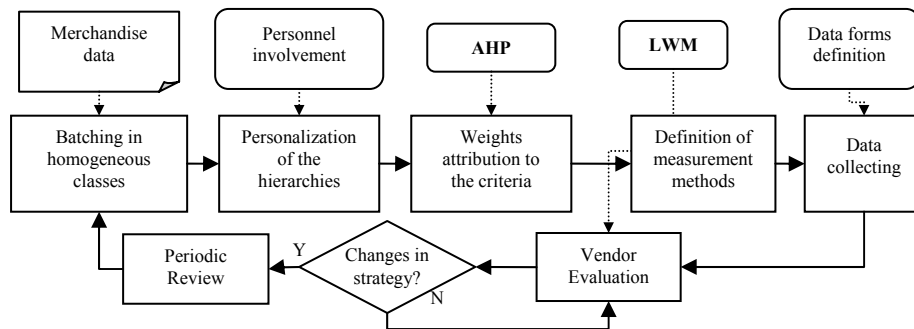 Merchandise
data
Personnel
involvement
AHP
LWM
Data forms
definition
Batching in
homogeneous
classes
Personalization
of the
hierarchies
Weights
attribution to
the criteria
Definition of
measurement
methods
Data
collecting
Periodic
Review
Y
Changes in
strategy?
N
Vendor
Evaluation